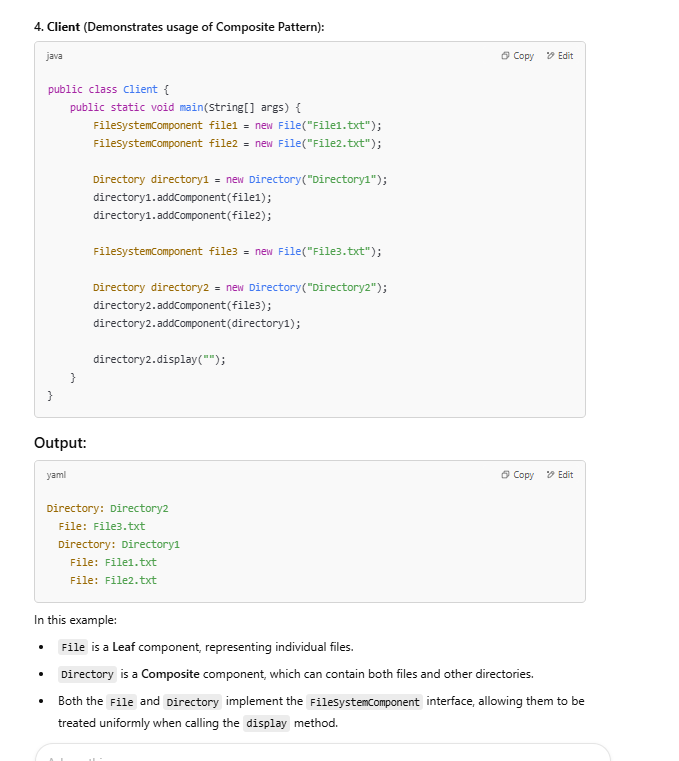 4. Client (Demonstrates usage of Composite Pattern):
java
Copy
Edit
public class Client {
    public static void main(String[] args) {
        FileSystemComponent file1 = new File("File1.txt");
        FileSystemComponent file2 = new File("File2.txt");
        Directory directory1 = new Directory("Directory1");
        directory1.addComponent(file1);
        directory1.addComponent(file2);
        FileSystemComponent file3 = new File("File3.txt");
        Directory directory2 = new Directory("Directory2");
        directory2.addComponent(file3);
        directory2.addComponent(directory1);
        directory2.display("");
    }
}
Output:
yaml
Copy
Edit
Directory: Directory2
  File: File3.txt
  Directory: Directory1
    File: File1.txt
    File: File2.txt
In this example:
• File is a Leaf component, representing individual files.
• Directory is a Composite component, which can contain both files and other directories.
• Both the File and Directory implement the FileSystemComponent interface, allowing them to be
treated uniformly when calling the display method.